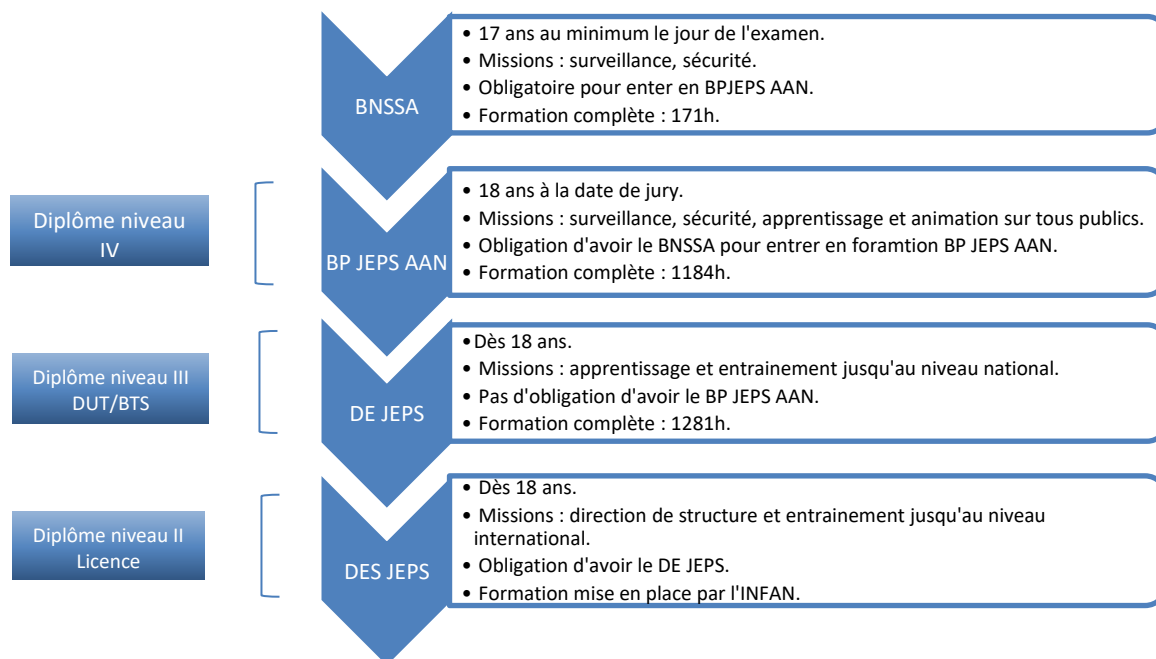 BNSSA
• 17 ans au minimum le jour de l'examen.
• Missions : surveillance, sécurité.
• Obligatoire pour enter en BPJEPS AAN.
• Formation complète : 171h.
Diplôme niveau
IV
BP JEPS AAN
• 18 ans à la date de jury.
• Missions : surveillance, sécurité, apprentissage et animation sur tous publics.
• Obligation d'avoir le BNSSA pour entrer en foramtion BP JEPS AAN.
• Formation complète : 1184h.
Diplôme niveau III
DUT/BTS
DE JEPS
•Dès 18 ans.
• Missions : apprentissage et entrainement jusqu'au niveau national.
• Pas d'obligation d'avoir le BP JEPS AAN.
• Formation complète : 1281h.
Diplôme niveau II
Licence
DES JEPS
• Dès 18 ans.
• Missions : direction de structure et entrainement jusqu'au niveau
international.
• Obligation d'avoir le DE JEPS.
• Formation mise en place par l'INFAN.